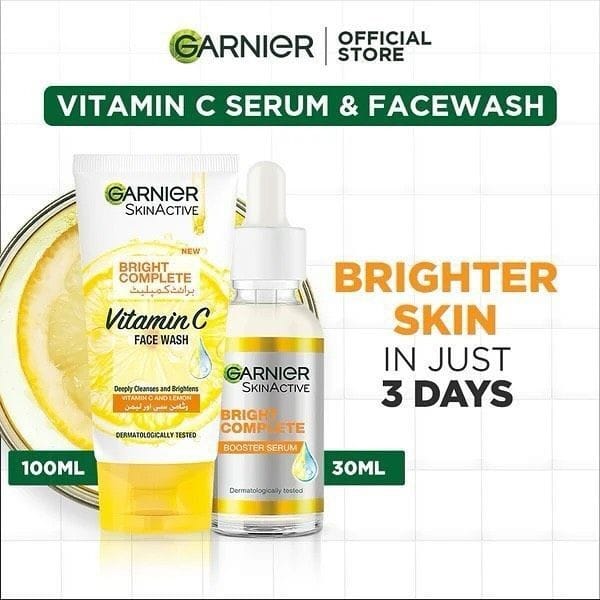 GARNIER
OFFICIAL
STORE
VITAMIN C SERUM & FACEWASH
GARNIER
SKINACTIVE
NEW
BRIGHT
COMPLETE
برائٹ کمپلیٹ
Vitamin C
FACE WASH
Deeply Cleanses and Brightens
VITAMIN C AND LEMON
وٹامن سی اور لیمن
DERMATOLOGICALLY TESTED
100ML
GARNIER
SKINACTIVE
BRIGHT
COMPLETE
BOOSTER SERUM
Dermatologically tested
30ML
BRIGHTER
SKIN
IN JUST
3 DAYS